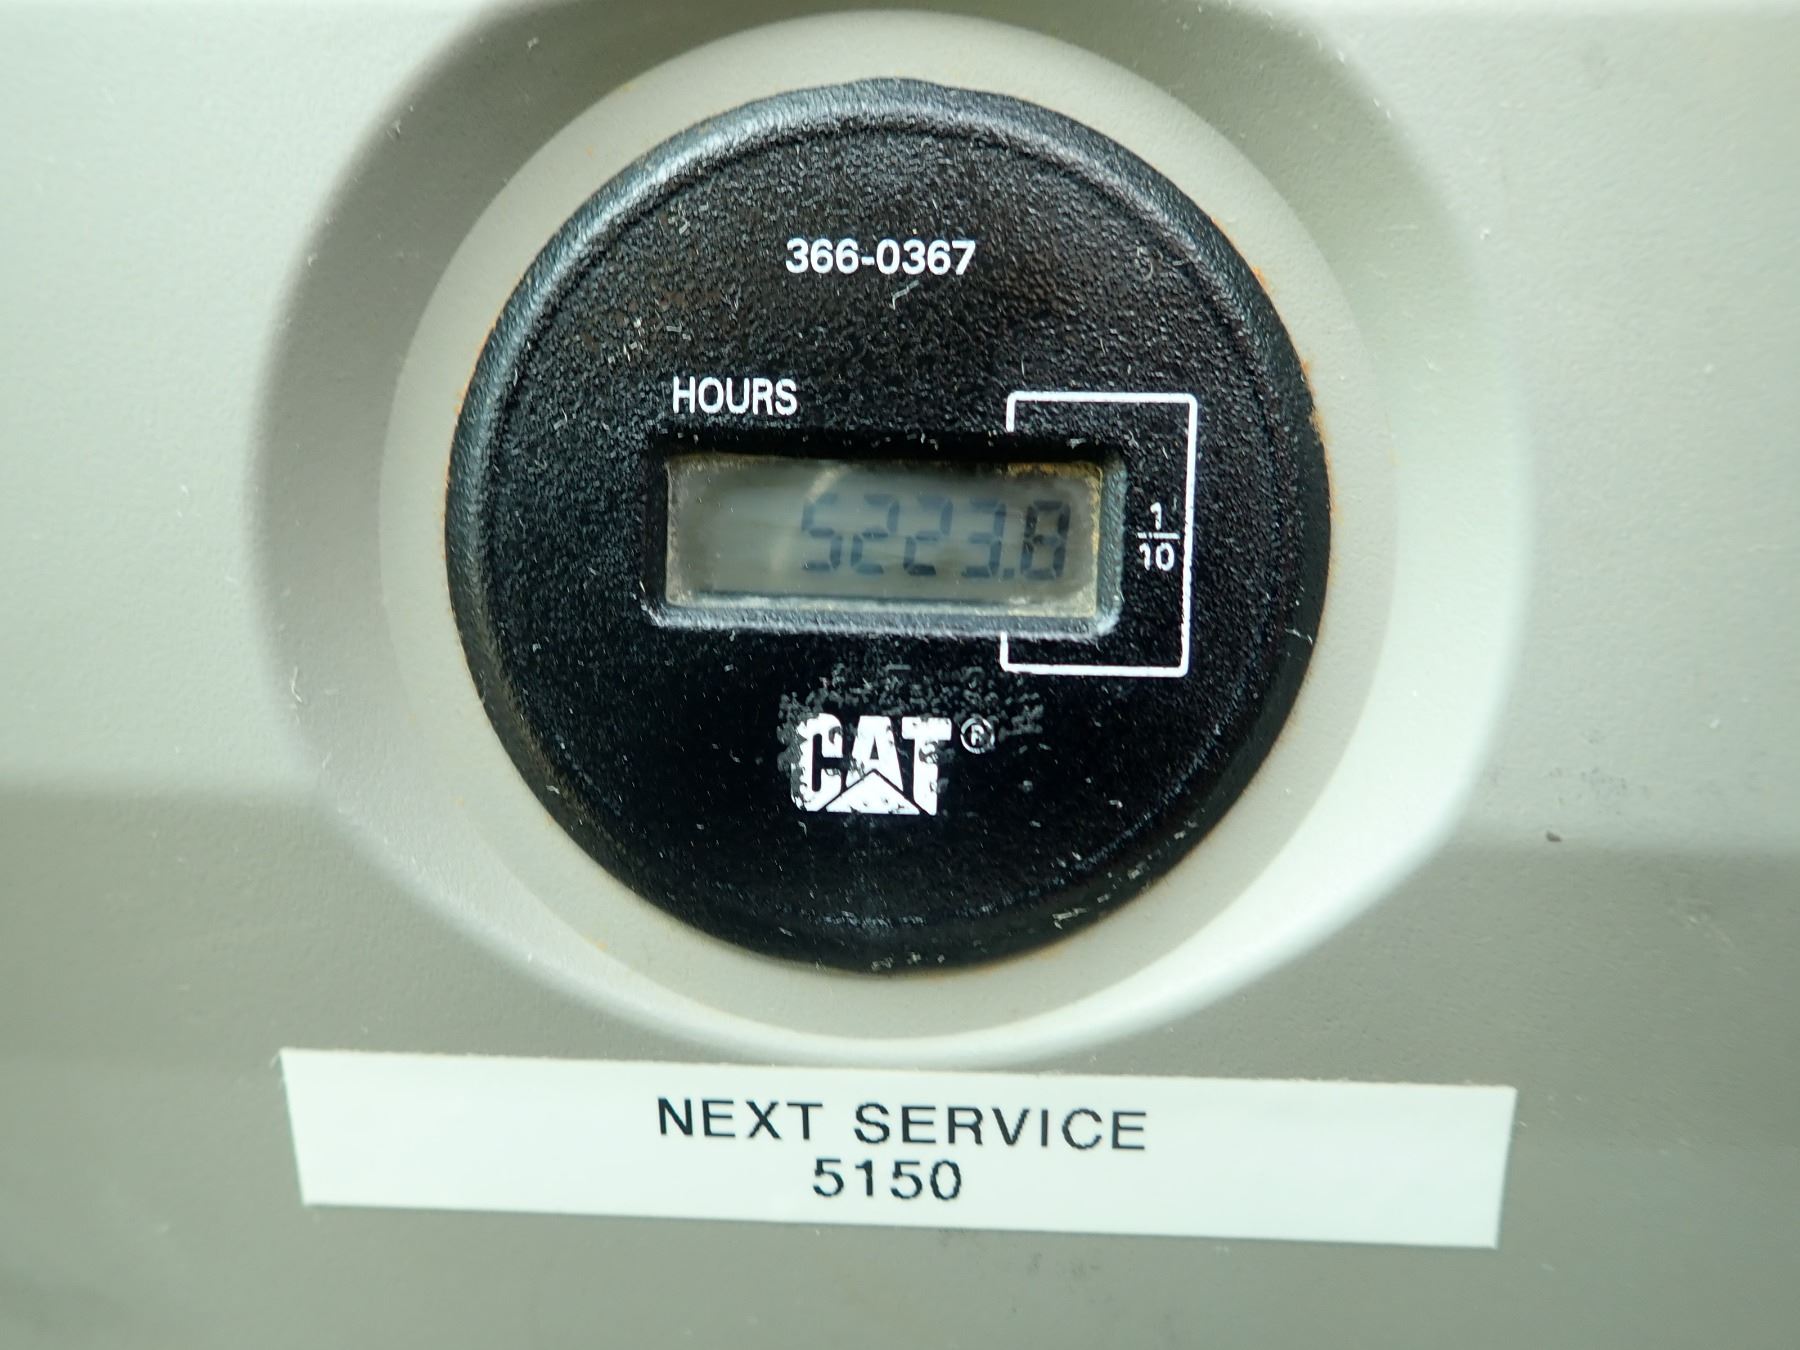 366-0367
HOURS
5223.8
1
10
CAT®
NEXT SERVICE
5150